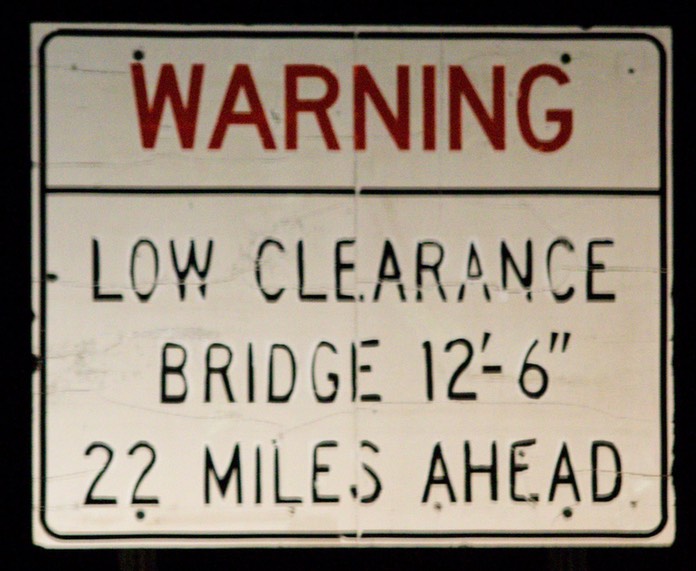 WARNING
LOW CLEARANCE
BRIDGE 12'-6"
22 MILES AHEAD